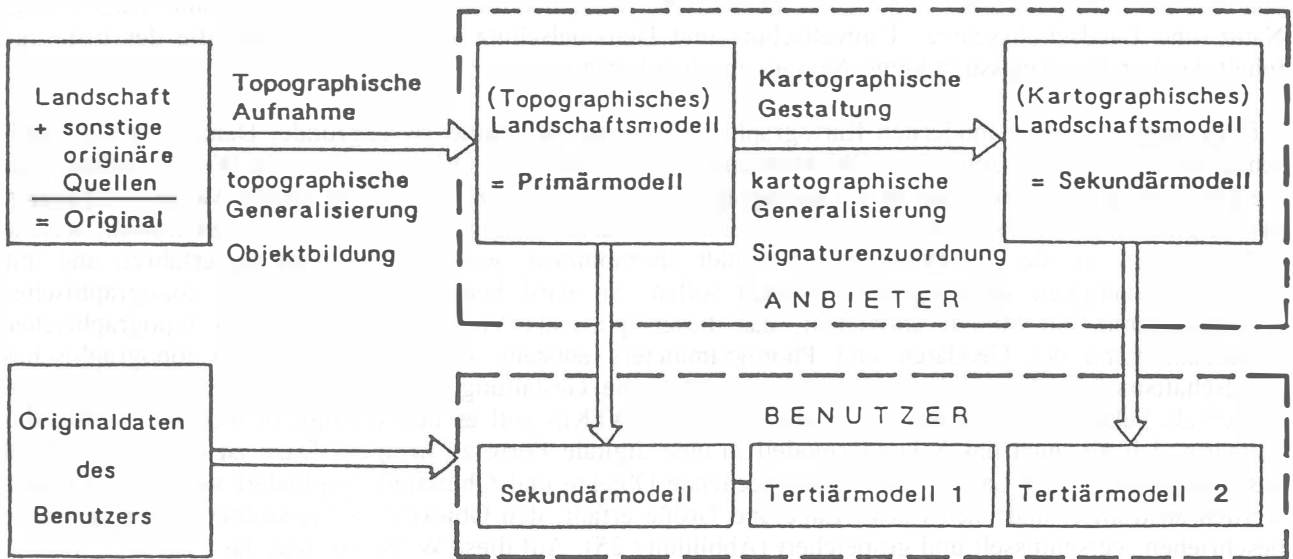 Landschaft
+ sonstige
originäre
Quellen
= Original
Topographische
Aufnahme
topographische
Generalisierung
Objektbildung
(Topographisches)
Landschaftsmodell
= Primärmodell
Kartographische
Gestaltung
kartographische
Generalisierung
Signaturenzuordnung
(Kartographisches)
Landschaftsmodell
= Sekundärmodell
ANBIETER
Originaldaten
des
Benutzers
BENUTZER
Sekundärmodell
Tertiärmodell 1
Tertiärmodell 2